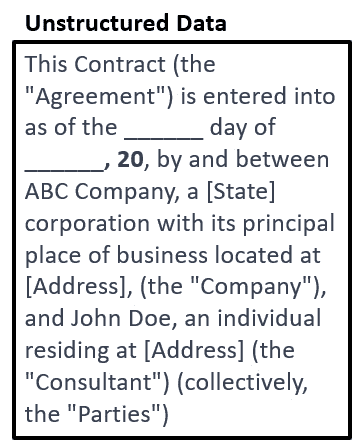 Unstructured Data
This Contract (the
"Agreement") is entered into
as of the ______ day of
______, 20, by and between
ABC Company, a [State]
corporation with its principal
place of business located at
[Address], (the "Company"),
and John Doe, an individual
residing at [Address] (the
"Consultant") (collectively,
the "Parties")